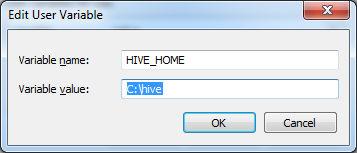 Edit User Variable
Variable name: HIVE_HOME
Variable value: C:\hive
OK Cancel